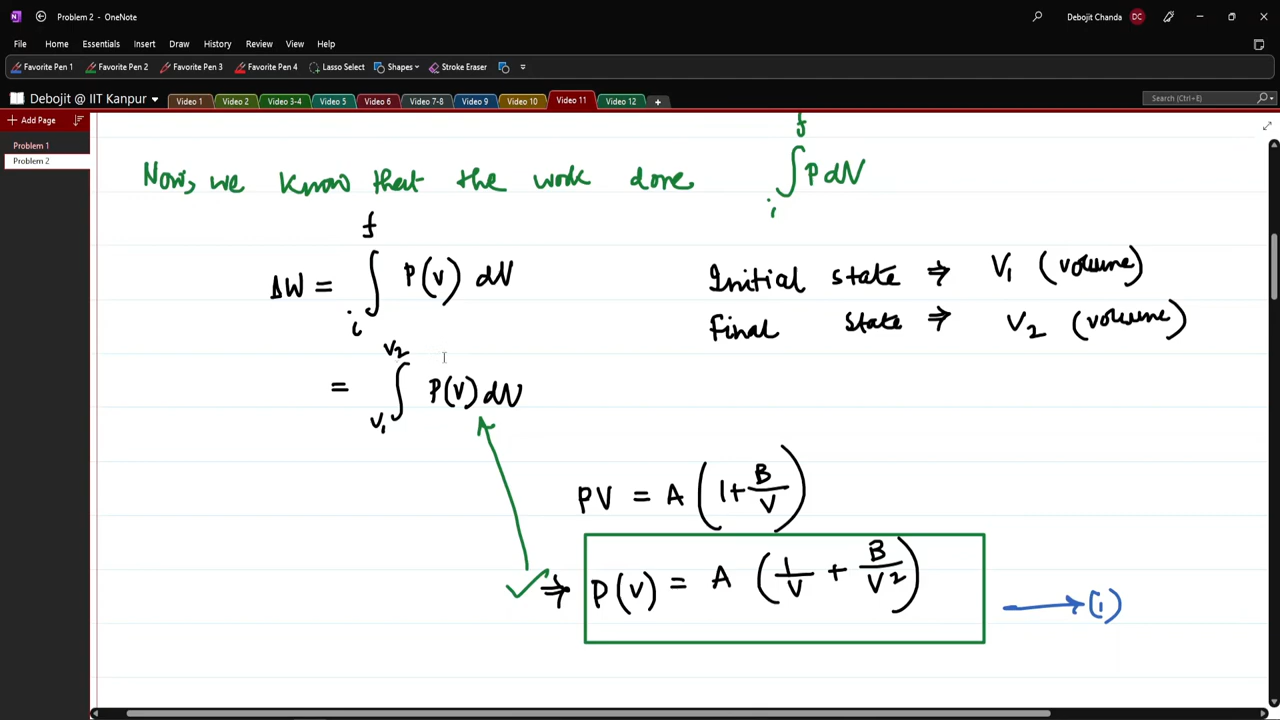 Problem 2 - OneNote
Debojit Chanda DC
File Home Essentials Insert Draw History Review View Help
Favorite Pen 1 Favorite Pen 2 Favorite Pen 3 Favorite Pen 4 Lasso Select Shapes Stroke Eraser
Debojit @ IIT Kanpur Video 1 Video 2 Video 3-4 Video 5 Video 6 Video 7-8 Video 9 Video 10 Video 11 Video 12 Search (Ctrl+E)
Add Page
Problem 1
Problem 2
Now, we know that the work done ∫_i^f P dV
ΔW = ∫_i^f P(V) dV
Initial state ⇒ V₁ (volume)
Final state ⇒ V₂ (volume)
= ∫_{V₁}^{V₂} P(V) dV
PV = A (1 + B/V)
⇒ P(V) = A (1/V + B/V²) → (1)